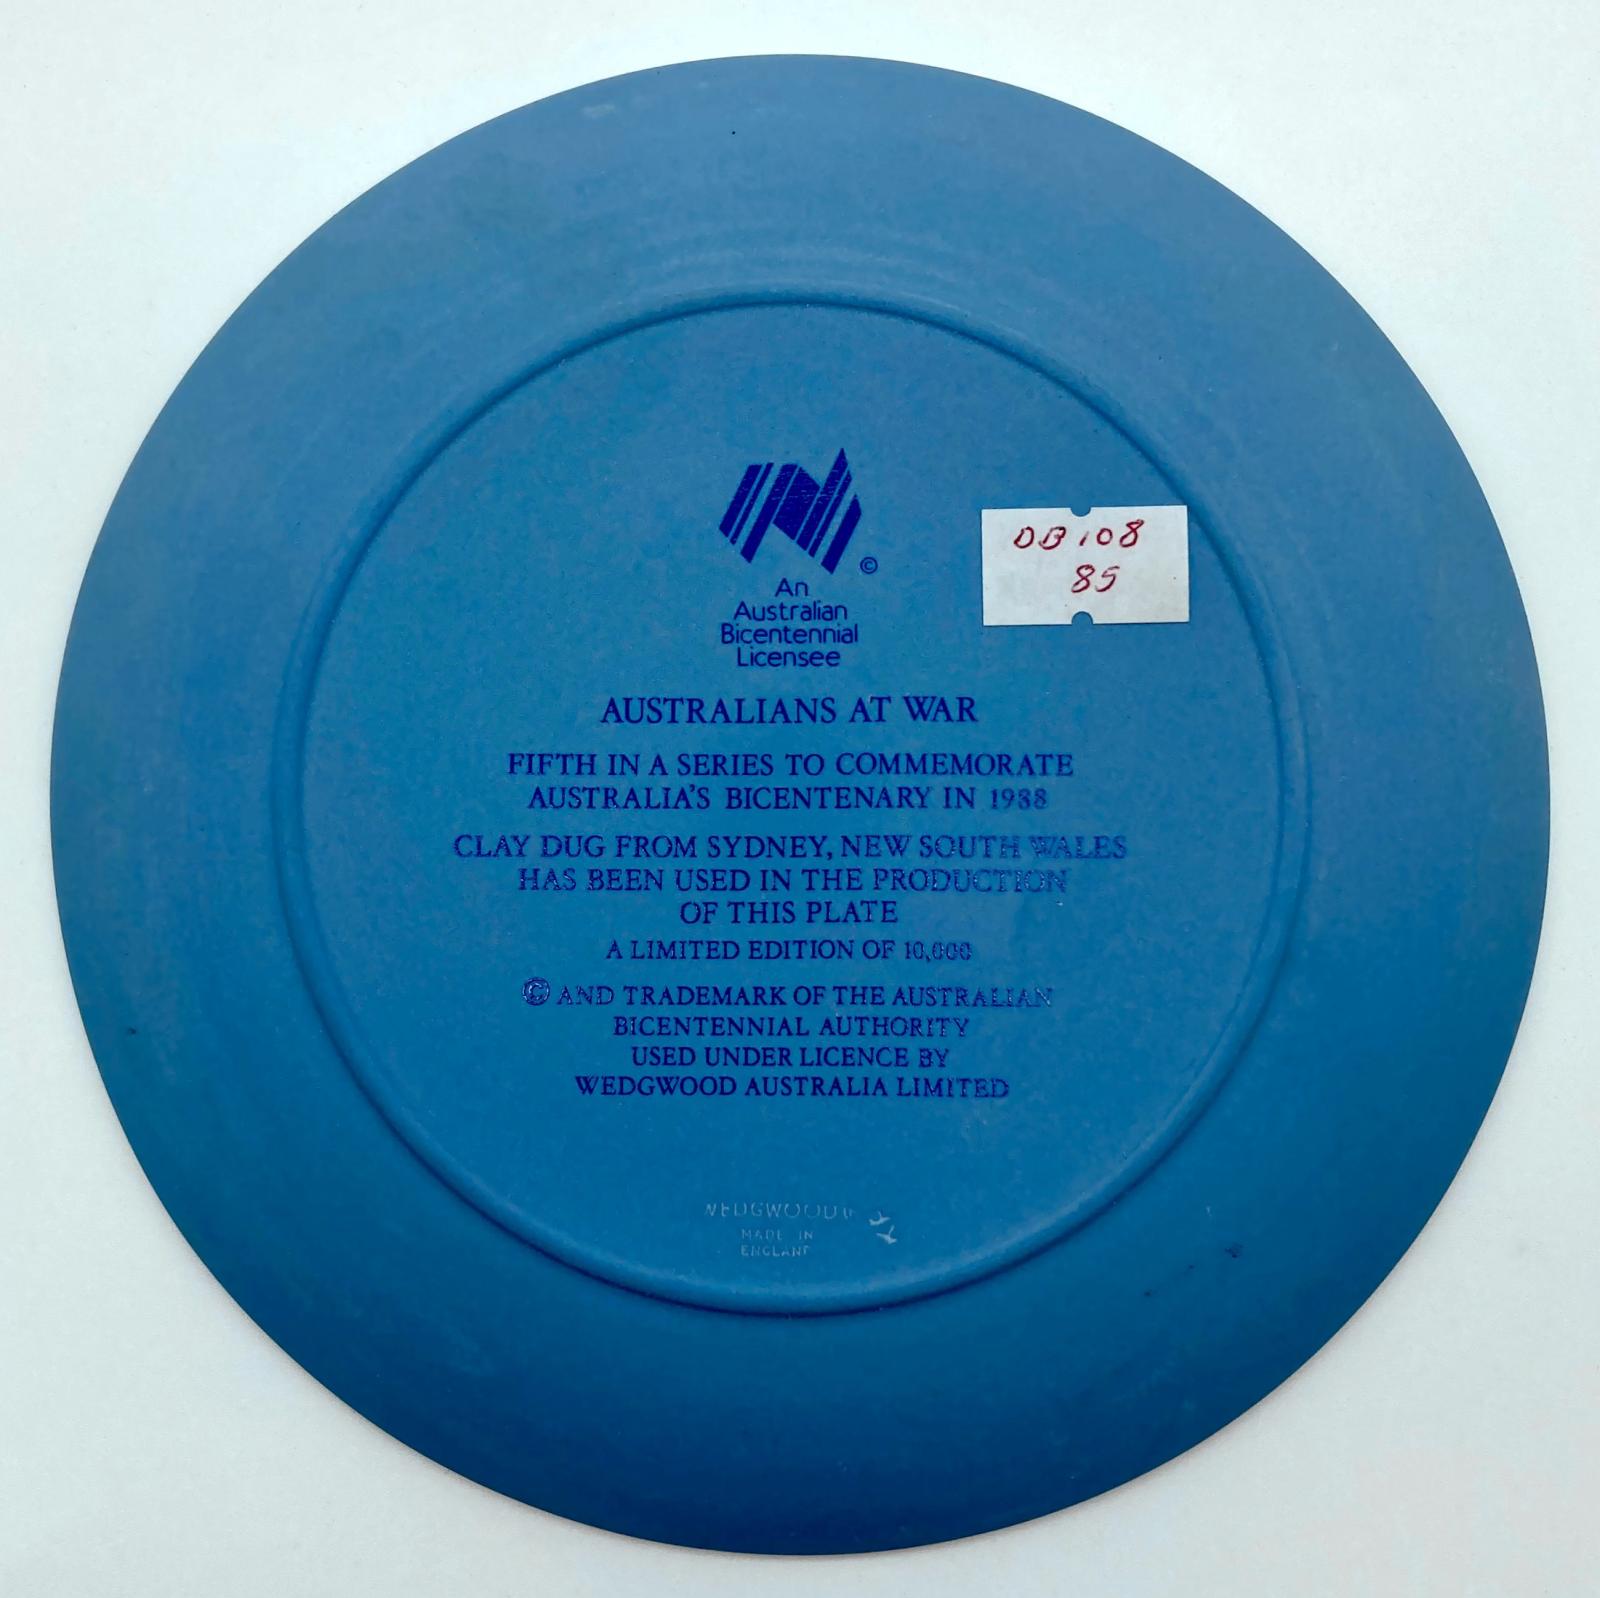 ©
An
Australian
Bicentennial
Licensee
DB 108
85
AUSTRALIANS AT WAR
FIFTH IN A SERIES TO COMMEMORATE
AUSTRALIA'S BICENTENARY IN 1988
CLAY DUG FROM SYDNEY, NEW SOUTH WALES
HAS BEEN USED IN THE PRODUCTION
OF THIS PLATE
A LIMITED EDITION OF 10,000
© AND TRADEMARK OF THE AUSTRALIAN
BICENTENNIAL AUTHORITY
USED UNDER LICENCE BY
WEDGWOOD AUSTRALIA LIMITED
WEDGWOOD
MADE IN
ENGLAND